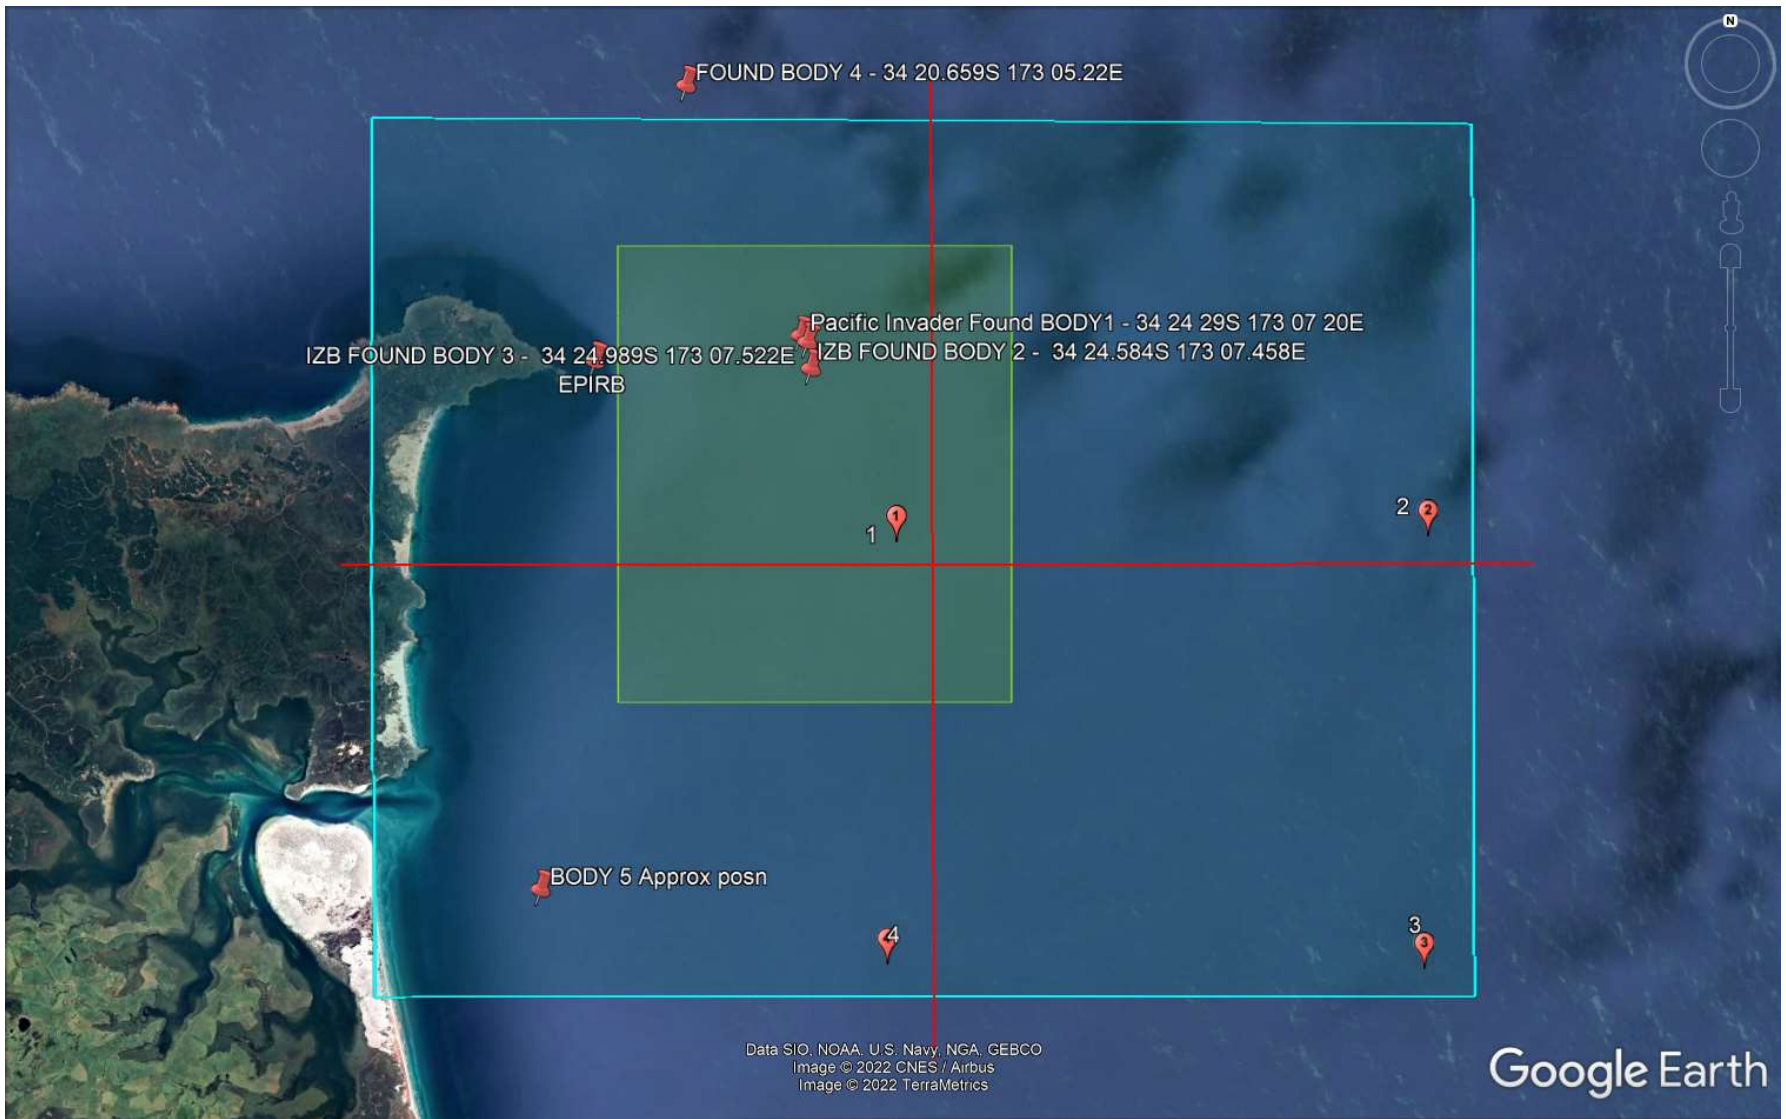 N
FOUND BODY 4 - 34 20.659S 173 05.22E
Pacific Invader Found BODY1 - 34 24 29S 173 07 20E
IZB FOUND BODY 3 - 34 24.989S 173 07.522E
IZB FOUND BODY 2 - 34 24.584S 173 07.458E
EPIRB
2
2
1
1
BODY 5 Approx posn
4
3
3
Data SIO, NOAA, U.S. Navy, NGA, GEBCO
Image © 2022 CNES / Airbus
Image © 2022 TerraMetrics
Google Earth